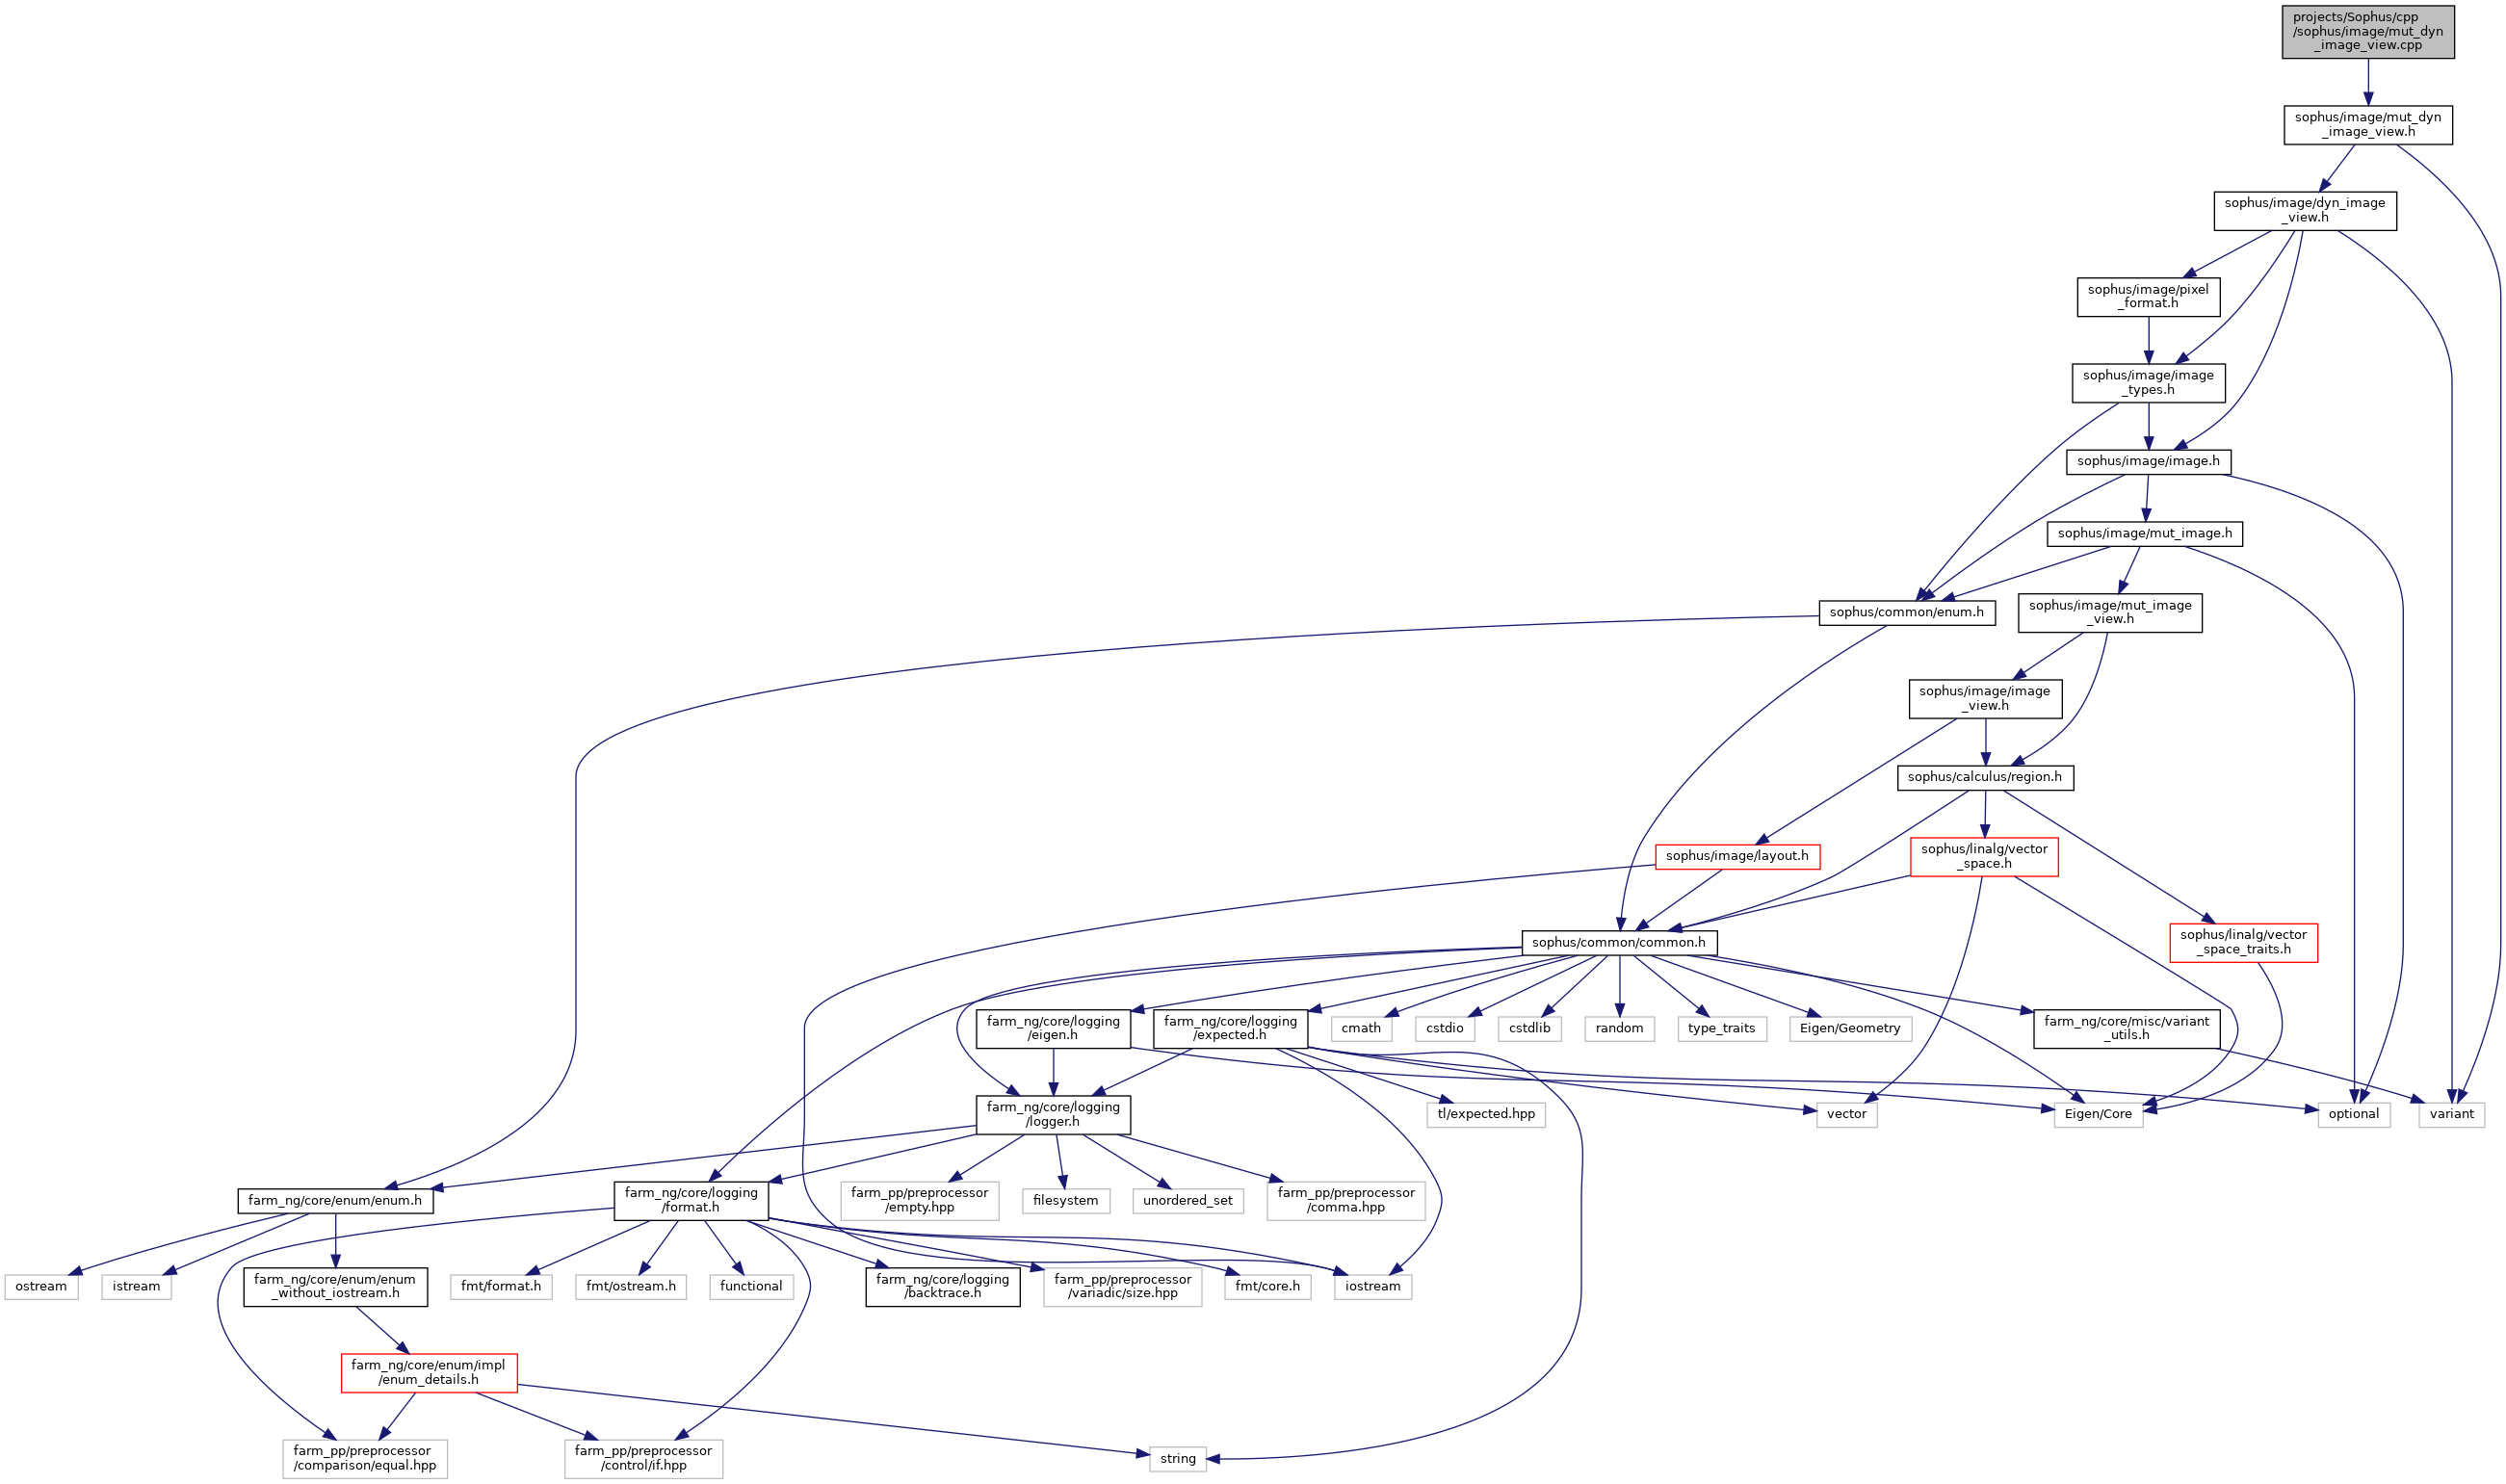 projects/Sophus/cpp
/sophus/image/mut_dyn
_image_view.cpp
sophus/image/mut_dyn
_image_view.h
sophus/image/dyn_image
_view.h
sophus/image/pixel
_format.h
sophus/image/image
_types.h
sophus/image/image.h
sophus/image/mut_image.h
sophus/common/enum.h
sophus/image/mut_image
_view.h
sophus/image/image
_view.h
sophus/calculus/region.h
sophus/image/layout.h
sophus/linalg/vector
_space.h
sophus/common/common.h
sophus/linalg/vector
_space_traits.h
farm_ng/core/logging
/eigen.h
farm_ng/core/logging
/expected.h
cmath
cstdio
cstdlib
random
type_traits
Eigen/Geometry
farm_ng/core/misc/variant
_utils.h
farm_ng/core/logging
/logger.h
tl/expected.hpp
vector
Eigen/Core
optional
variant
farm_ng/core/enum/enum.h
farm_ng/core/logging
/format.h
farm_pp/preprocessor
/empty.hpp
filesystem
unordered_set
farm_pp/preprocessor
/comma.hpp
ostream
istream
farm_ng/core/enum/enum
_without_iostream.h
fmt/format.h
fmt/ostream.h
functional
farm_ng/core/logging
/backtrace.h
farm_pp/preprocessor
/variadic/size.hpp
fmt/core.h
iostream
farm_ng/core/enum/impl
/enum_details.h
farm_pp/preprocessor
/comparison/equal.hpp
farm_pp/preprocessor
/control/if.hpp
string